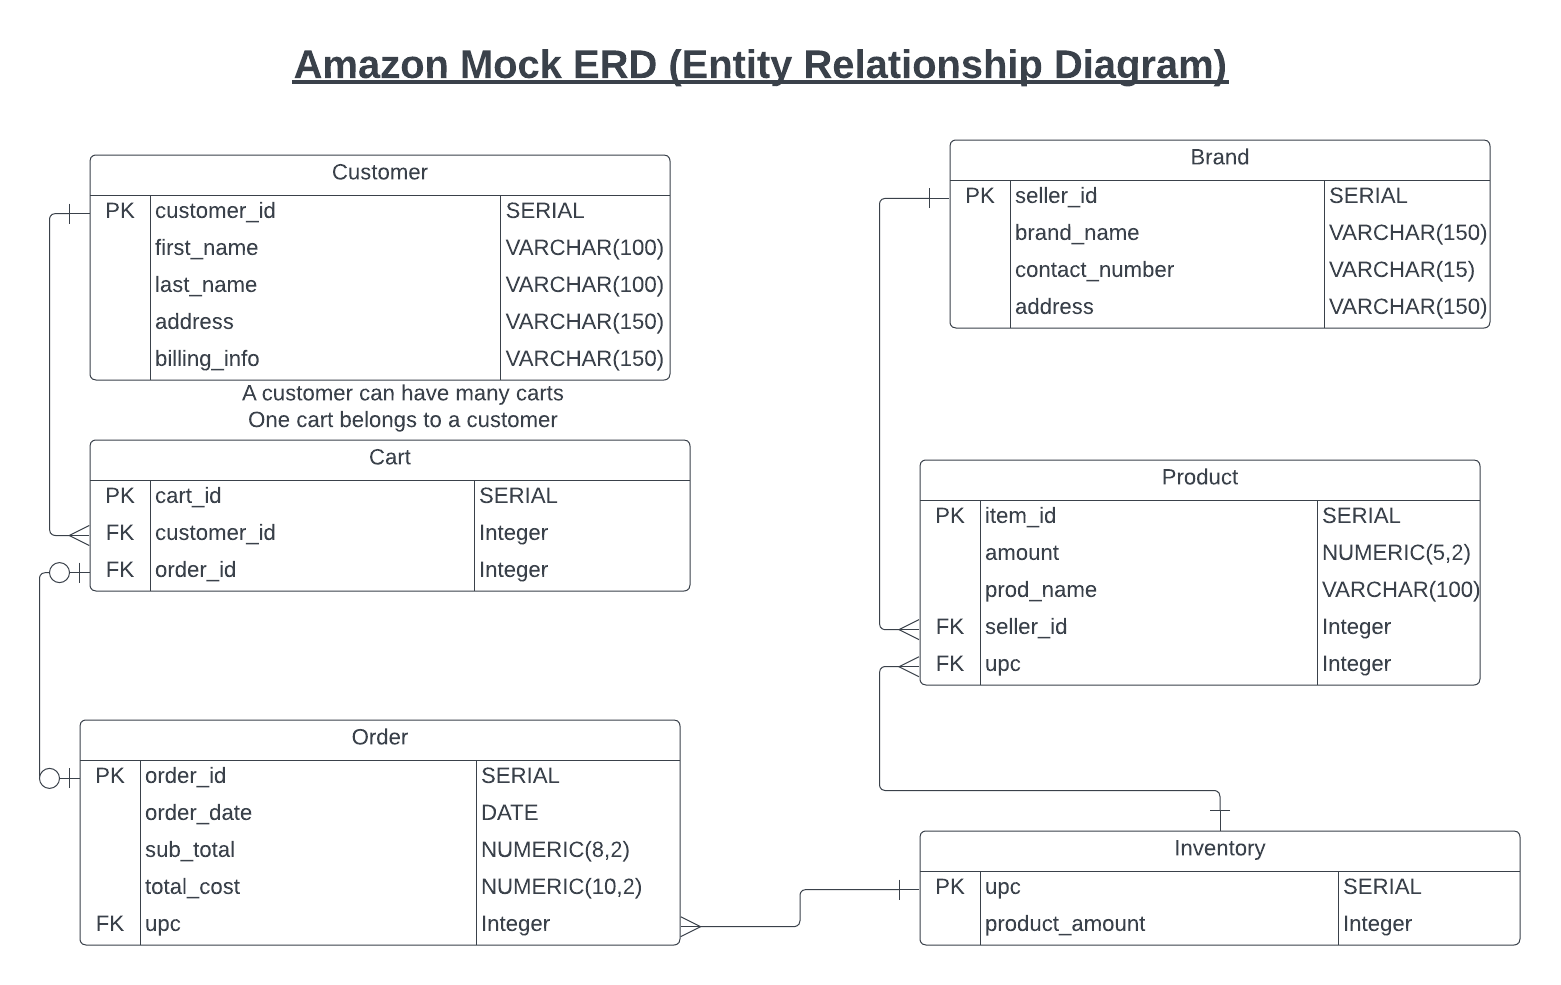 Amazon Mock ERD (Entity Relationship Diagram)
Customer
PK customer_id SERIAL
first_name VARCHAR(100)
last_name VARCHAR(100)
address VARCHAR(150)
billing_info VARCHAR(150)
A customer can have many carts
One cart belongs to a customer
Cart
PK cart_id SERIAL
FK customer_id Integer
FK order_id Integer
Order
PK order_id SERIAL
order_date DATE
sub_total NUMERIC(8,2)
total_cost NUMERIC(10,2)
FK upc Integer
Brand
PK seller_id SERIAL
brand_name VARCHAR(150)
contact_number VARCHAR(15)
address VARCHAR(150)
Product
PK item_id SERIAL
amount NUMERIC(5,2)
prod_name VARCHAR(100)
FK seller_id Integer
FK upc Integer
Inventory
PK upc SERIAL
product_amount Integer